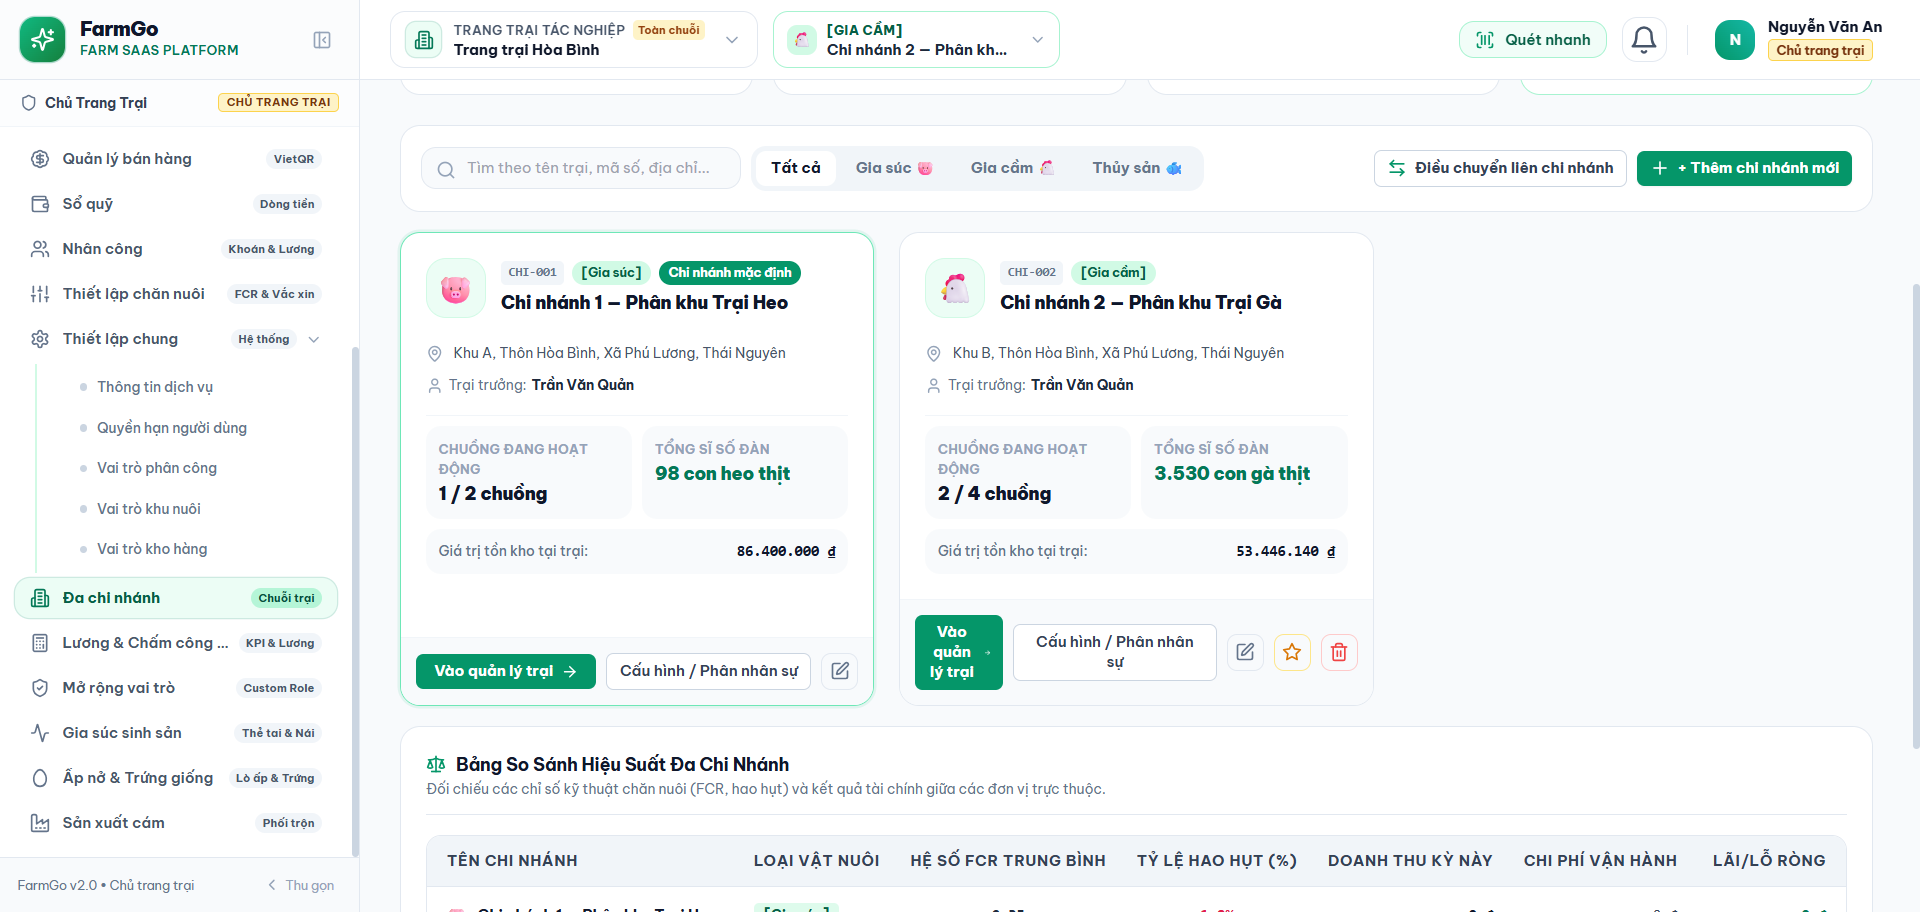 FarmGo
FARM SAAS PLATFORM
TRANG TRẠI TÁC NGHIỆP Toàn chuỗi
Trang trại Hòa Bình
[GIA CẦM]
Chi nhánh 2 — Phân kh...
Quét nhanh
N
Nguyễn Văn An
Chủ trang trại
Chủ Trang Trại CHỦ TRANG TRẠI
Quản lý bán hàng VietQR
Sổ quỹ Dòng tiền
Nhân công Khoán & Lương
Thiết lập chăn nuôi FCR & Vắc xin
Thiết lập chung Hệ thống
Thông tin dịch vụ
Quyền hạn người dùng
Vai trò phân công
Vai trò khu nuôi
Vai trò kho hàng
Đa chi nhánh Chuỗi trại
Lương & Chấm công ... KPI & Lương
Mở rộng vai trò Custom Role
Gia súc sinh sản Thẻ tai & Nái
Ấp nở & Trứng giống Lò ấp & Trứng
Sản xuất cám Phối trộn
FarmGo v2.0 • Chủ trang trại Thu gọn
Tìm theo tên trại, mã số, địa chỉ...
Tất cả Gia súc Gia cầm Thủy sản
Điều chuyển liên chi nhánh
+ Thêm chi nhánh mới
CHI-001 [Gia súc] Chi nhánh mặc định
Chi nhánh 1 — Phân khu Trại Heo
Khu A, Thôn Hòa Bình, Xã Phú Lương, Thái Nguyên
Trại trưởng: Trần Văn Quản
CHUỒNG ĐANG HOẠT ĐỘNG
1 / 2 chuồng
TỔNG SĨ SỐ ĐÀN
98 con heo thịt
Giá trị tồn kho tại trại: 86.400.000 ₫
Vào quản lý trại
Cấu hình / Phân nhân sự
CHI-002 [Gia cầm]
Chi nhánh 2 — Phân khu Trại Gà
Khu B, Thôn Hòa Bình, Xã Phú Lương, Thái Nguyên
Trại trưởng: Trần Văn Quản
CHUỒNG ĐANG HOẠT ĐỘNG
2 / 4 chuồng
TỔNG SĨ SỐ ĐÀN
3.530 con gà thịt
Giá trị tồn kho tại trại: 53.446.140 ₫
Vào quản lý trại
Cấu hình / Phân nhân sự
Bảng So Sánh Hiệu Suất Đa Chi Nhánh
Đối chiếu các chỉ số kỹ thuật chăn nuôi (FCR, hao hụt) và kết quả tài chính giữa các đơn vị trực thuộc.
TÊN CHI NHÁNH LOẠI VẬT NUÔI HỆ SỐ FCR TRUNG BÌNH TỶ LỆ HAO HỤT (%) DOANH THU KỲ NÀY CHI PHÍ VẬN HÀNH LÃI/LỖ RÒNG